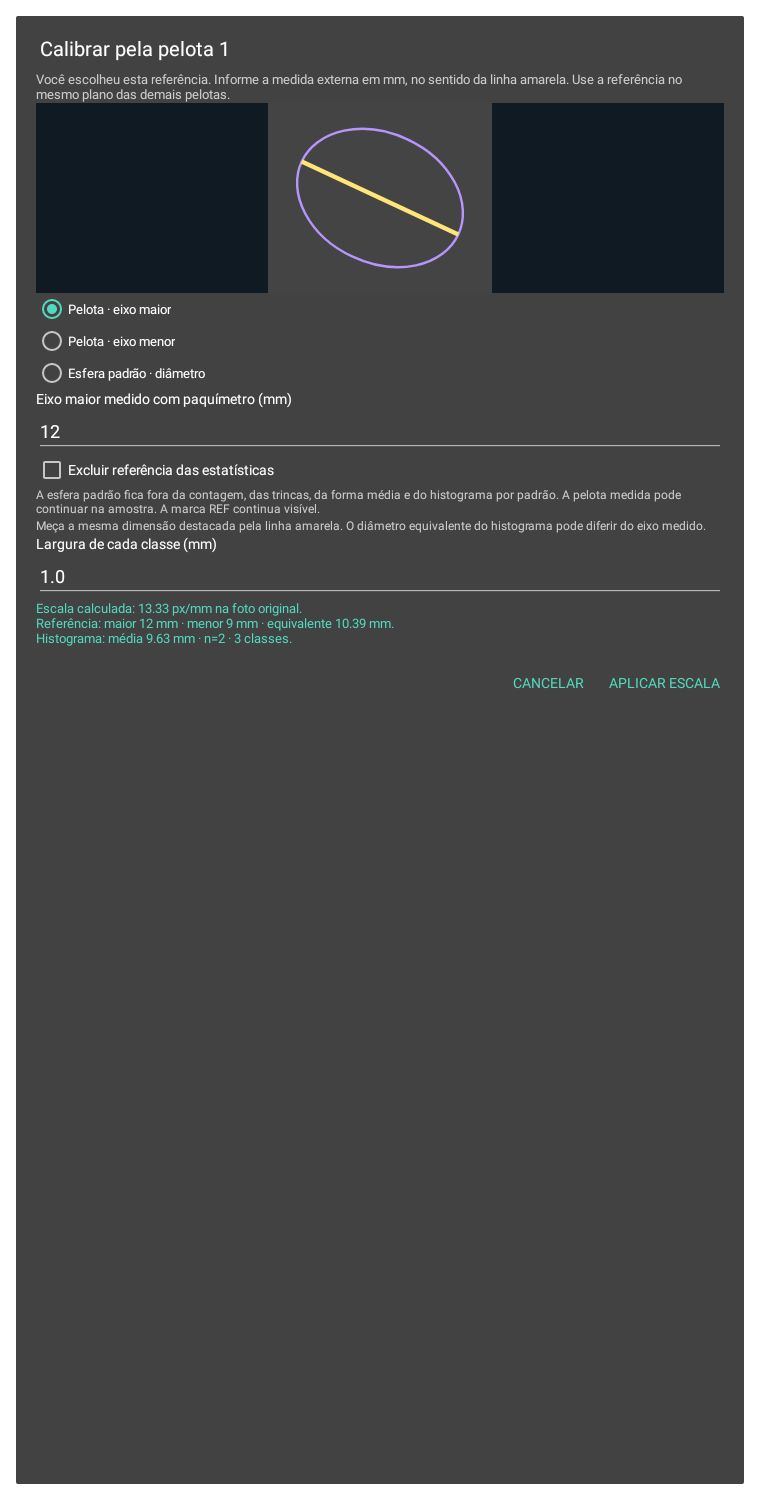 Calibrar pela pelota 1
Você escolheu esta referência. Informe a medida externa em mm, no sentido da linha amarela. Use a referência no
mesmo plano das demais pelotas.
Pelota · eixo maior
Pelota · eixo menor
Esfera padrão · diâmetro
Eixo maior medido com paquímetro (mm)
12
Excluir referência das estatísticas
A esfera padrão fica fora da contagem, das trincas, da forma média e do histograma por padrão. A pelota medida pode
continuar na amostra. A marca REF continua visível.
Meça a mesma dimensão destacada pela linha amarela. O diâmetro equivalente do histograma pode diferir do eixo medido.
Largura de cada classe (mm)
1.0
Escala calculada: 13.33 px/mm na foto original.
Referência: maior 12 mm · menor 9 mm · equivalente 10.39 mm.
Histograma: média 9.63 mm · n=2 · 3 classes.
CANCELAR APLICAR ESCALA